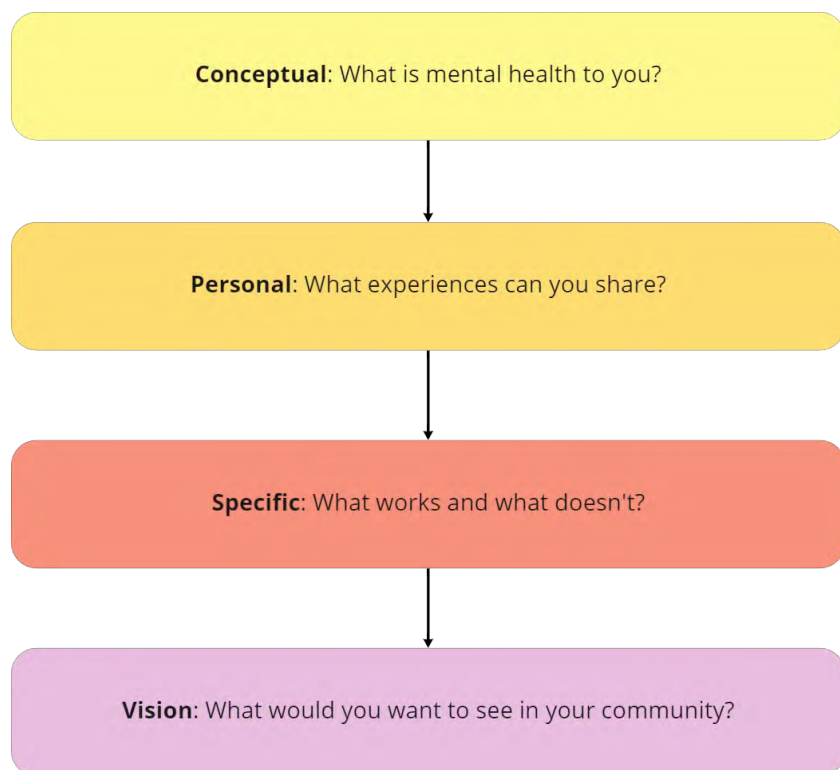 Conceptual: What is mental health to you?
Personal: What experiences can you share?
Specific: What works and what doesn't?
Vision: What would you want to see in your community?